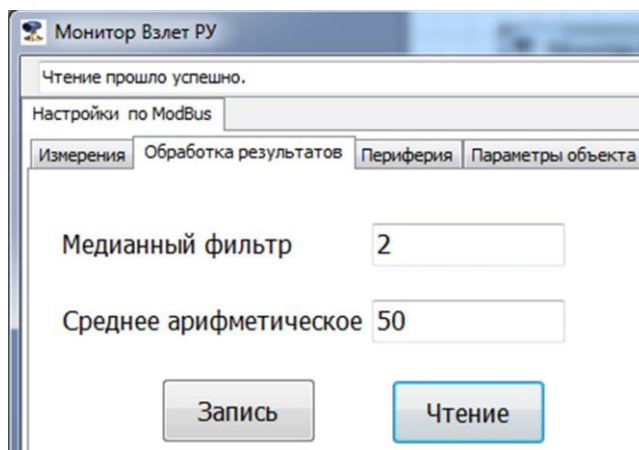 Монитор Взлет РУ
Чтение прошло успешно.
Настройки по ModBus
Измерения Обработка результатов Периферия Параметры объекта
Медианный фильтр 2
Среднее арифметическое 50
Запись Чтение